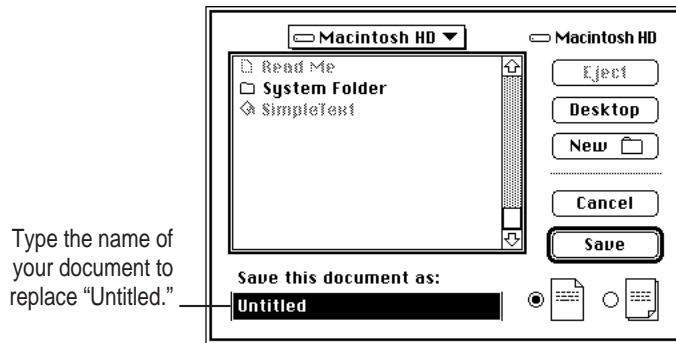 Macintosh HD
Macintosh HD
Read Me
System Folder
SimpleText
Eject
Desktop
New
Cancel
Save
Type the name of
your document to
replace “Untitled.”
Save this document as:
Untitled